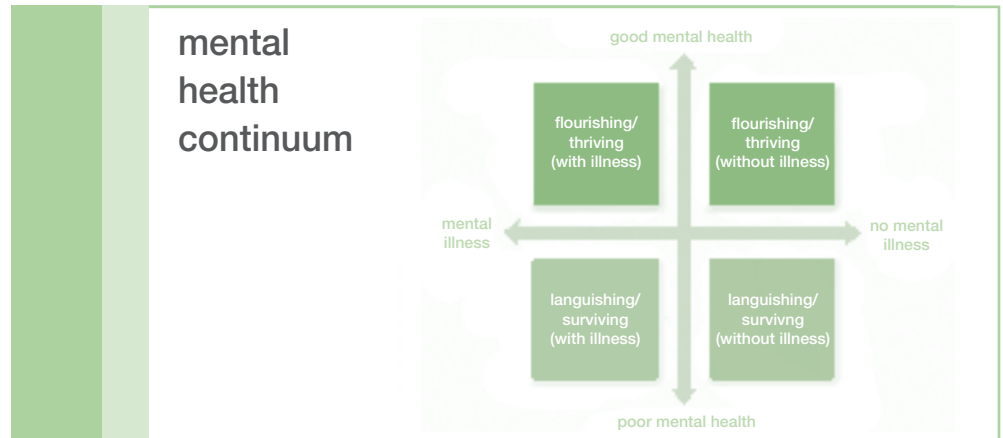 mental
health
continuum
good mental health
flourishing/
thriving
(with illness)
flourishing/
thriving
(without illness)
mental
illness
no mental
illness
languishing/
surviving
(with illness)
languishing/
survivng
(without illness)
poor mental health